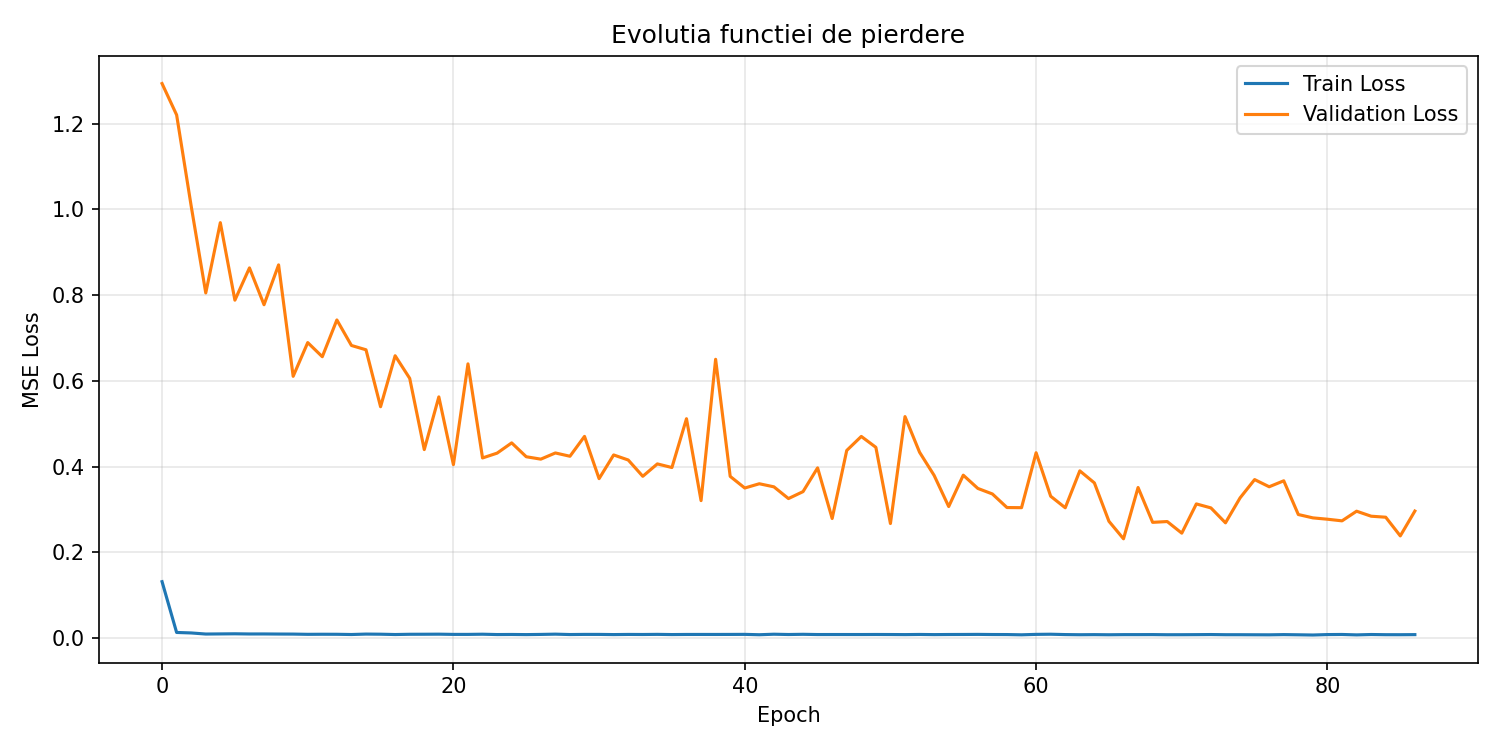 Evolutia functiei de pierdere
Train Loss
Validation Loss
MSE Loss
1.2
1.0
0.8
0.6
0.4
0.2
0.0
0 20 40 60 80
Epoch